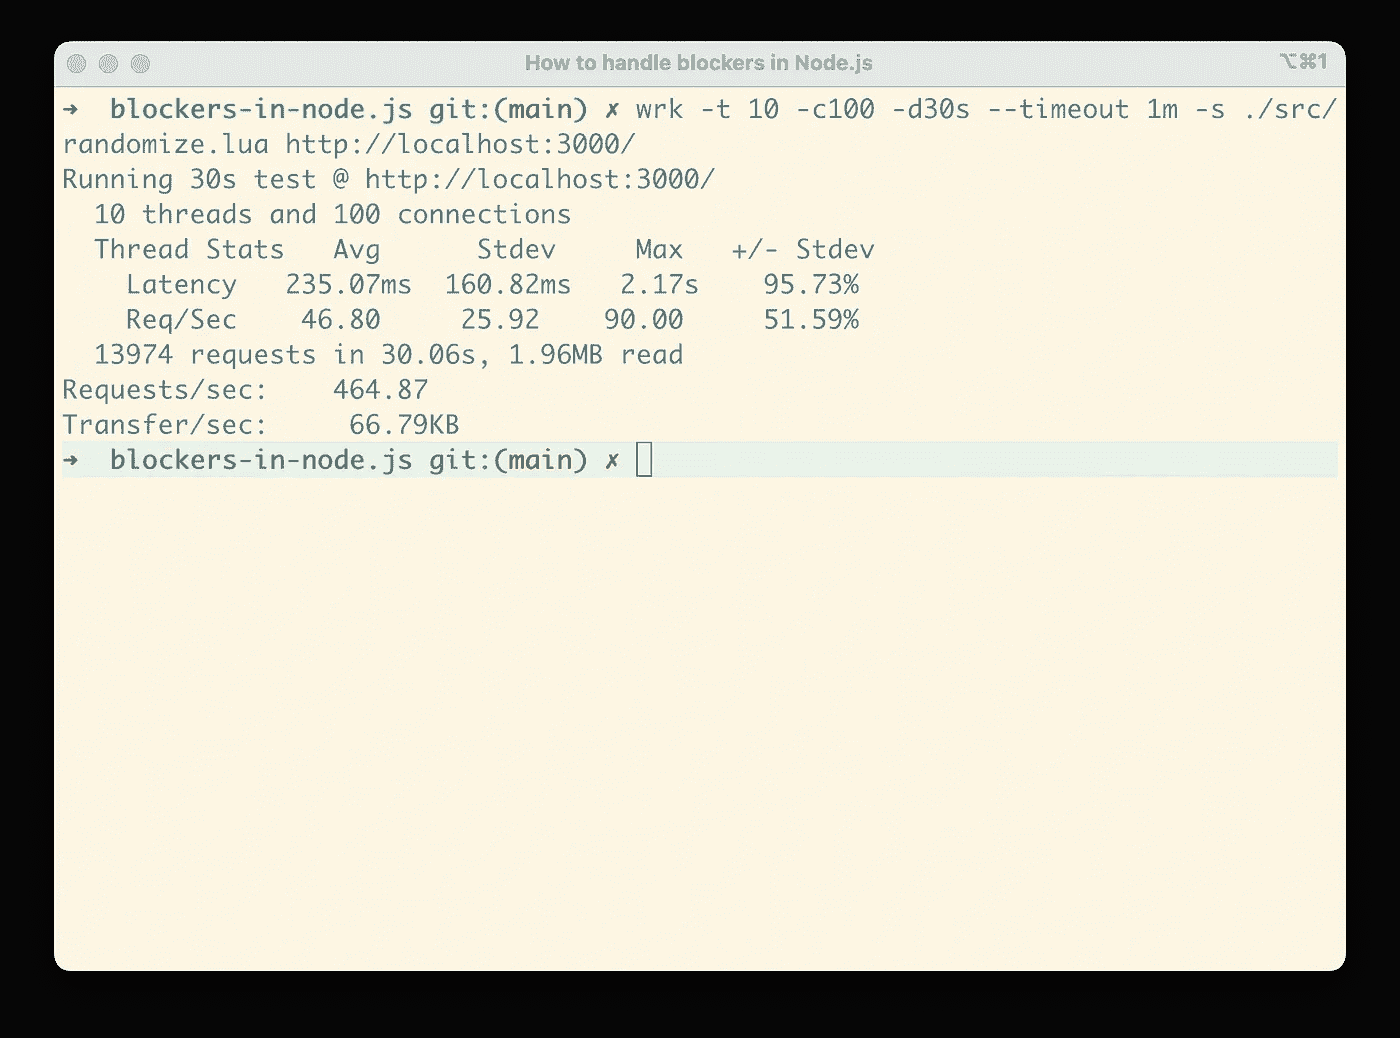 How to handle blockers in Node.js
⌥⌘1
➜  blockers-in-node.js git:(main) ✗ wrk -t 10 -c100 -d30s --timeout 1m -s ./src/
randomize.lua http://localhost:3000/
Running 30s test @ http://localhost:3000/
  10 threads and 100 connections
  Thread Stats   Avg      Stdev     Max   +/- Stdev
    Latency   235.07ms  160.82ms   2.17s    95.73%
    Req/Sec    46.80     25.92    90.00     51.59%
  13974 requests in 30.06s, 1.96MB read
Requests/sec:    464.87
Transfer/sec:     66.79KB
➜  blockers-in-node.js git:(main) ✗